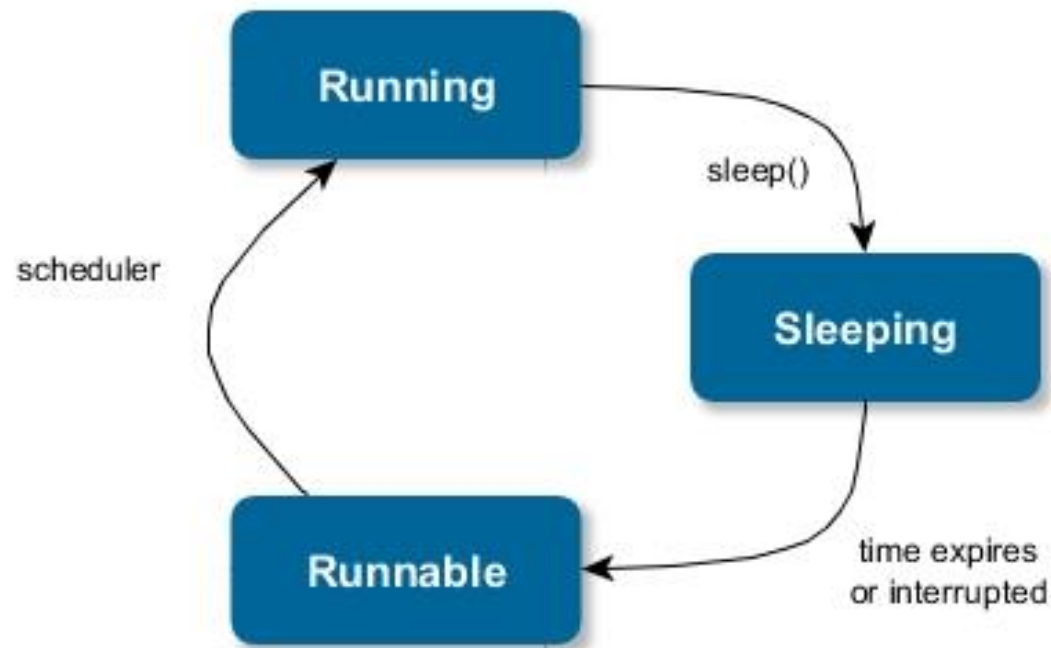 Running
sleep()
scheduler
Sleeping
Runnable
time expires
or interrupted